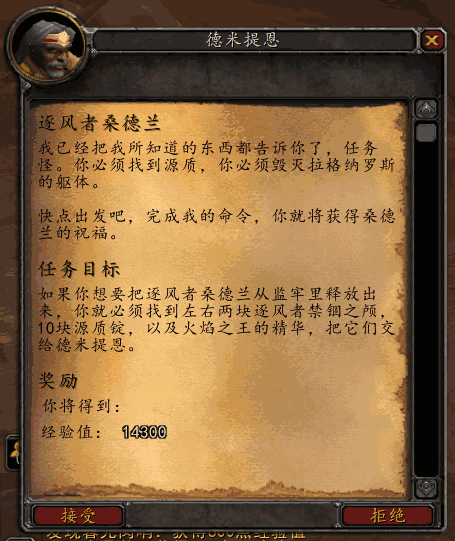 德米提恩
逐风者桑德兰
我已经把我所知道的东西都告诉你了，任务
怪。你必须找到源质，你必须毁灭拉格纳罗斯
的躯体。
快点出发吧，完成我的命令，你就将获得桑德
兰的祝福。
任务目标
如果你想要把逐风者桑德兰从监牢里释放出
来，你就必须找到左右两块逐风者禁锢之颅，
10块源质锭，以及火焰之王的精华，把它们交
给德米提恩。
奖励
你将得到：
经验值： 14300
接受
拒绝